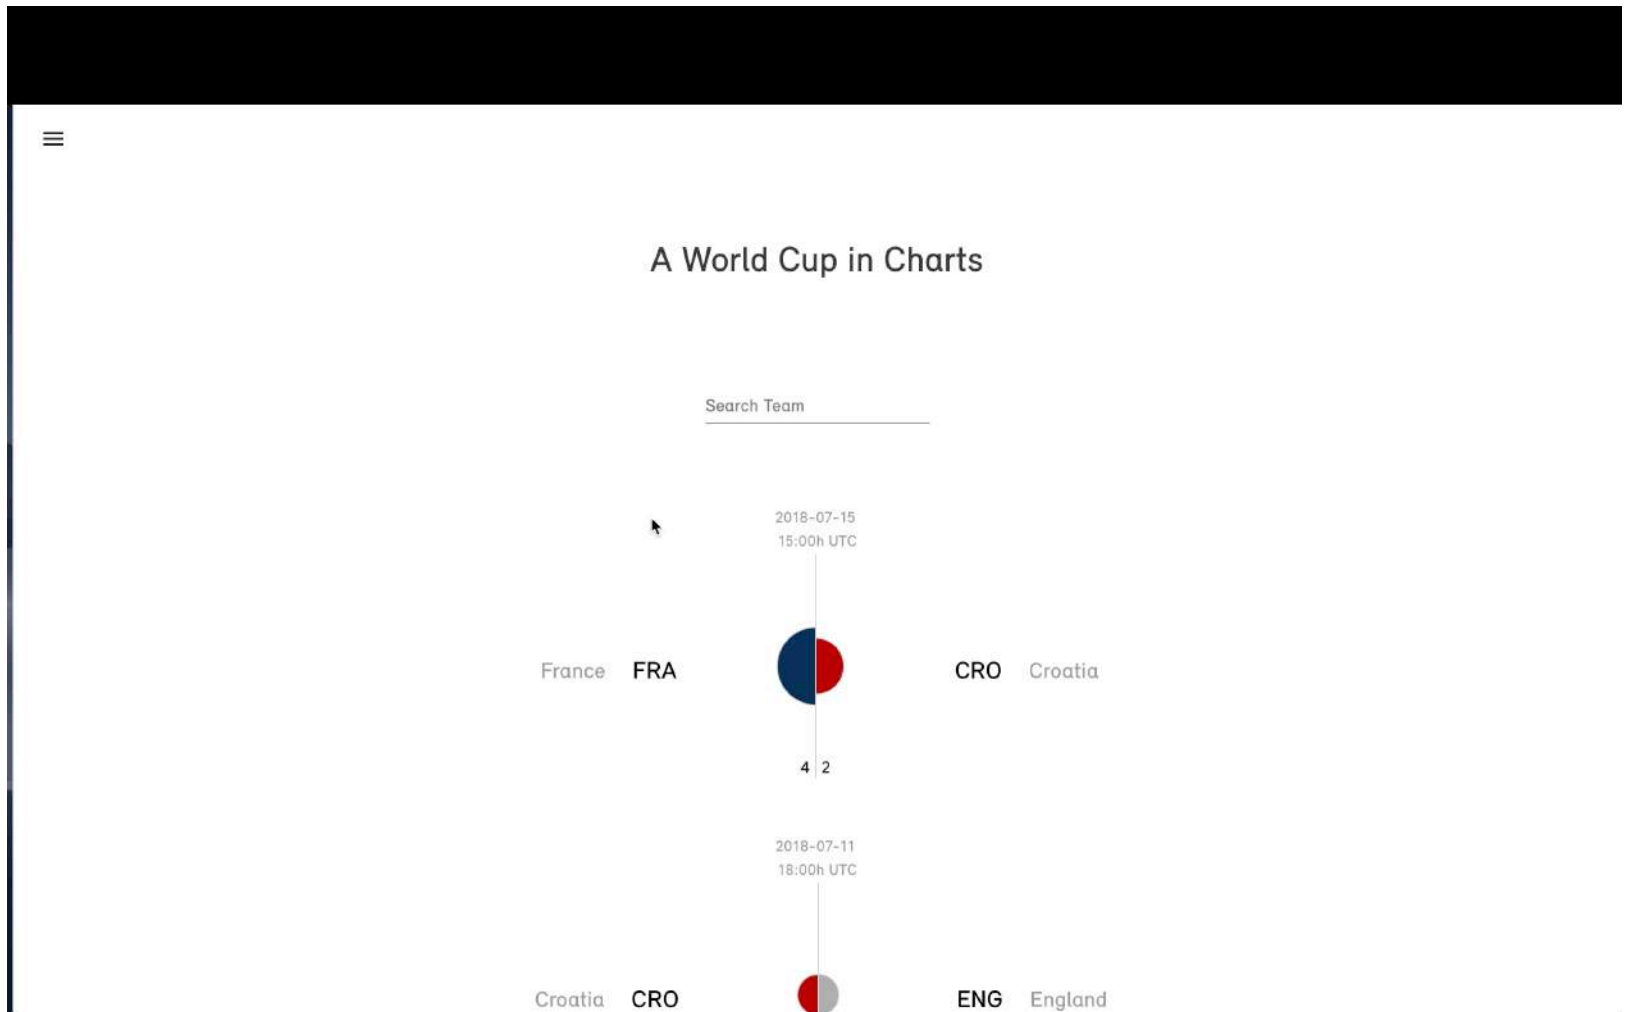 A World Cup in Charts
Search Team
2018-07-15
15:00h UTC
France FRA CRO Croatia
4 2
2018-07-11
18:00h UTC
Croatia CRO ENG England